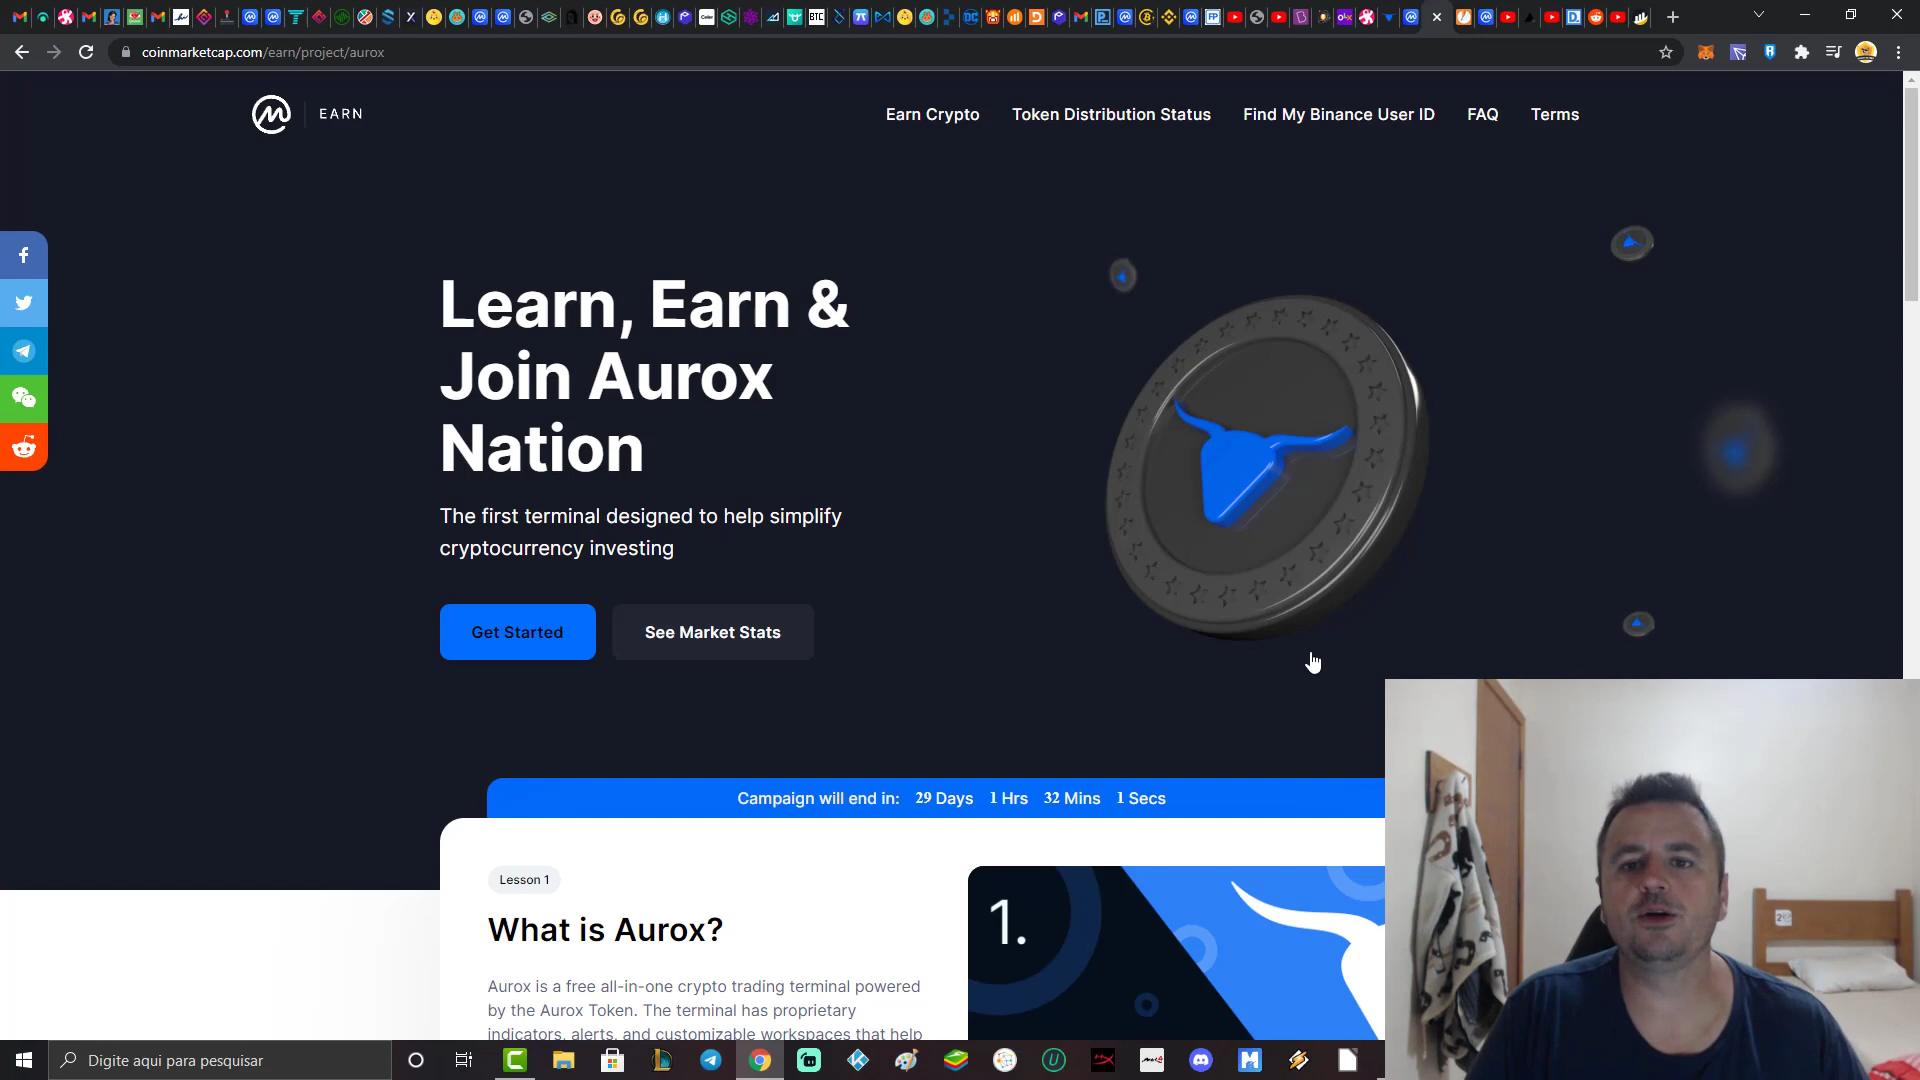 coinmarketcap.com/earn/project/aurox
EARN
Earn Crypto
Token Distribution Status
Find My Binance User ID
FAQ
Terms
Learn, Earn &
Join Aurox
Nation
The first terminal designed to help simplify
cryptocurrency investing
Get Started
See Market Stats
Campaign will end in: 29 Days 1 Hrs 32 Mins 1 Secs
Lesson 1
What is Aurox?
1.
Aurox is a free all-in-one crypto trading terminal powered
by the Aurox Token. The terminal has proprietary
indicators, alerts, and customizable workspaces that help
Digite aqui para pesquisar